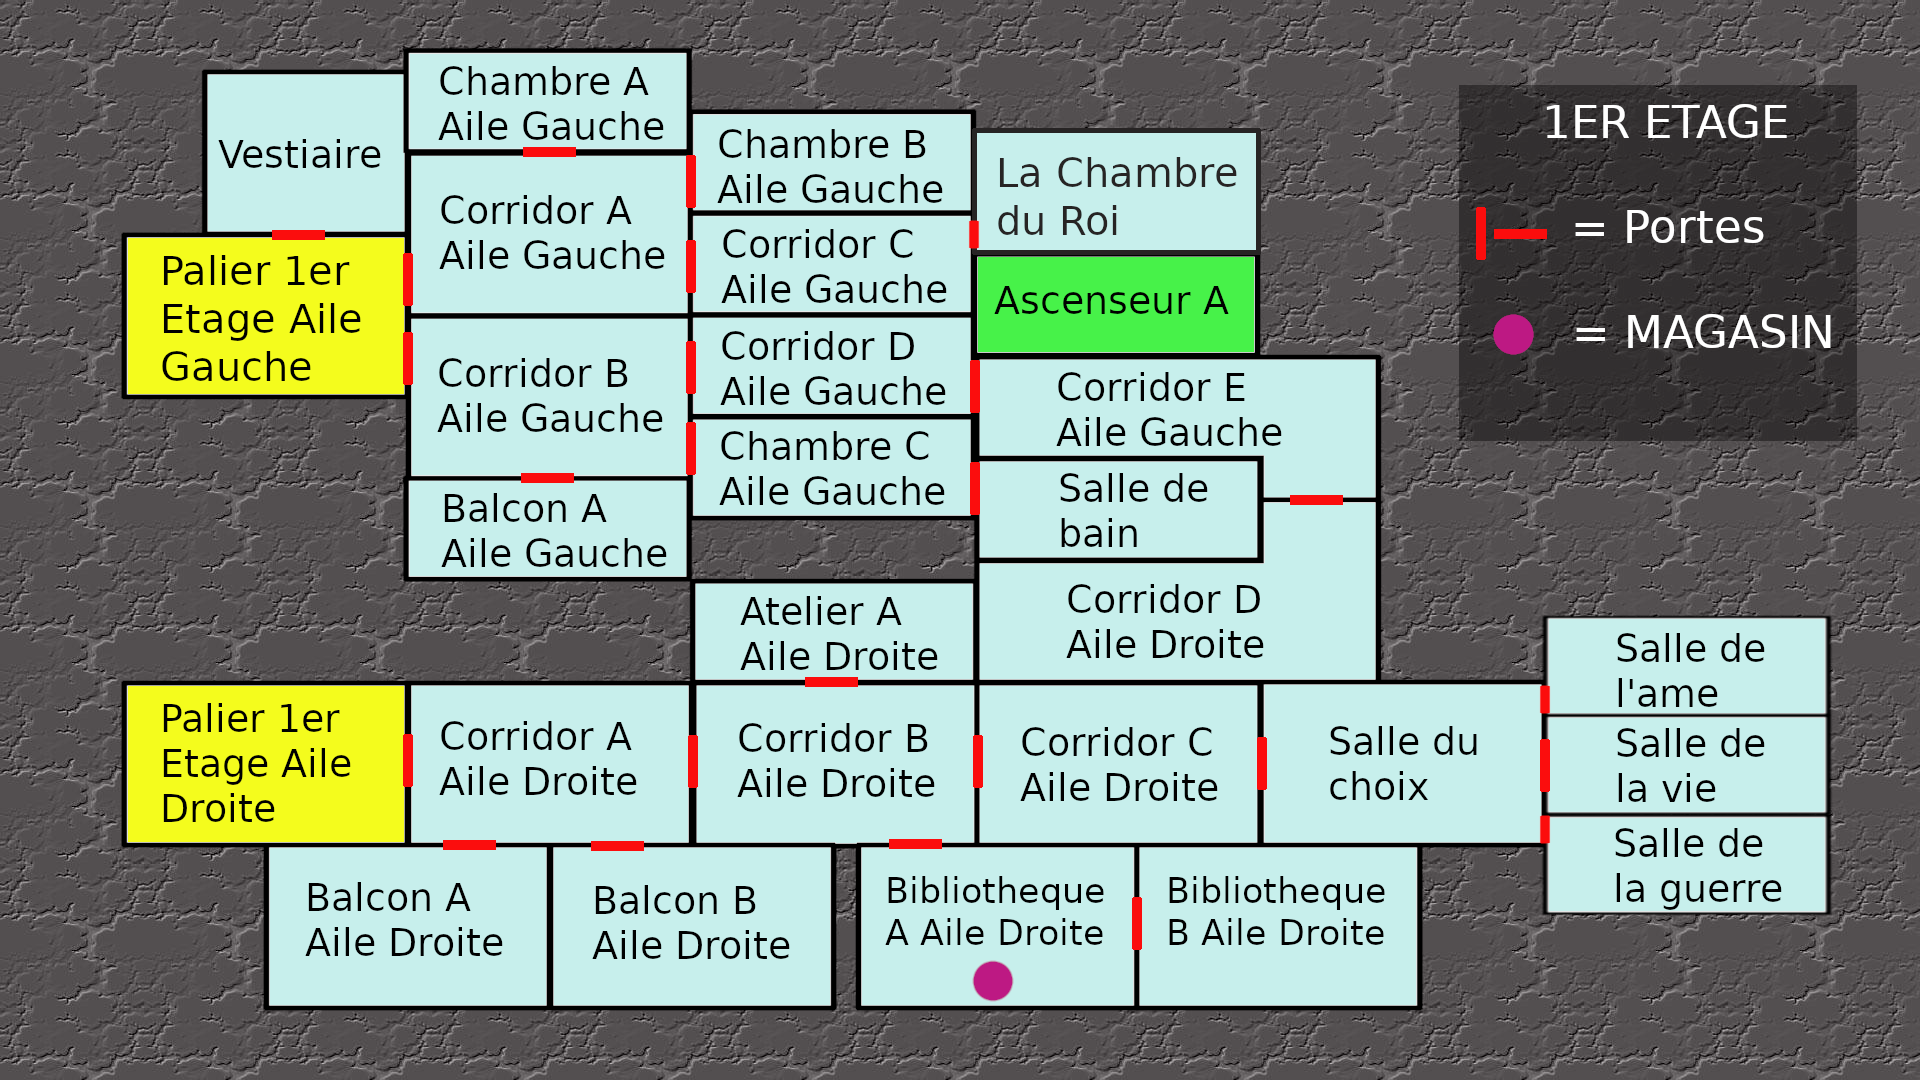 Vestiaire
Chambre A
Aile Gauche
Chambre B
Aile Gauche
La Chambre
du Roi
Corridor A
Aile Gauche
Corridor C
Aile Gauche
Palier 1er
Etage Aile
Gauche
Ascenseur A
Corridor B
Aile Gauche
Corridor D
Aile Gauche
Corridor E
Aile Gauche
Chambre C
Aile Gauche
Salle de
bain
Balcon A
Aile Gauche
Atelier A
Aile Droite
Corridor D
Aile Droite
Palier 1er
Etage Aile
Droite
Corridor A
Aile Droite
Corridor B
Aile Droite
Corridor C
Aile Droite
Salle du
choix
Salle de
l'ame
Salle de
la vie
Salle de
la guerre
Balcon A
Aile Droite
Balcon B
Aile Droite
Bibliotheque
A Aile Droite
Bibliotheque
B Aile Droite
1ER ETAGE
= Portes
= MAGASIN